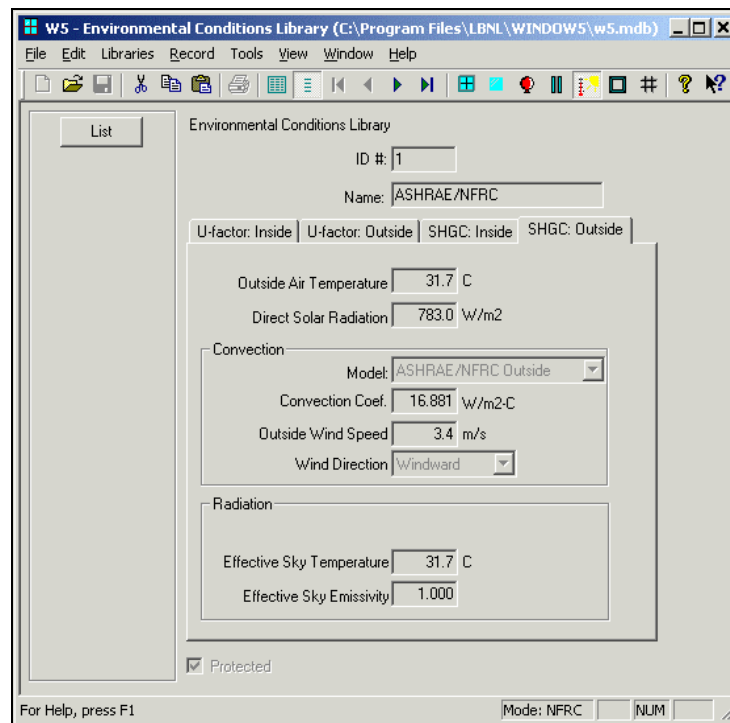 W5 - Environmental Conditions Library (C:\Program Files\LBNL\WINDOW5\w5.mdb)
File Edit Libraries Record Tools View Window Help
List
Environmental Conditions Library
ID #: 1
Name: ASHRAE/NFRC
U-factor: Inside U-factor: Outside SHGC: Inside SHGC: Outside
Outside Air Temperature 31.7 C
Direct Solar Radiation 783.0 W/m2
Convection
Model: ASHRAE/NFRC Outside
Convection Coef. 16.881 W/m2-C
Outside Wind Speed 3.4 m/s
Wind Direction Windward
Radiation
Effective Sky Temperature 31.7 C
Effective Sky Emissivity 1.000
Protected
For Help, press F1 Mode: NFRC NUM